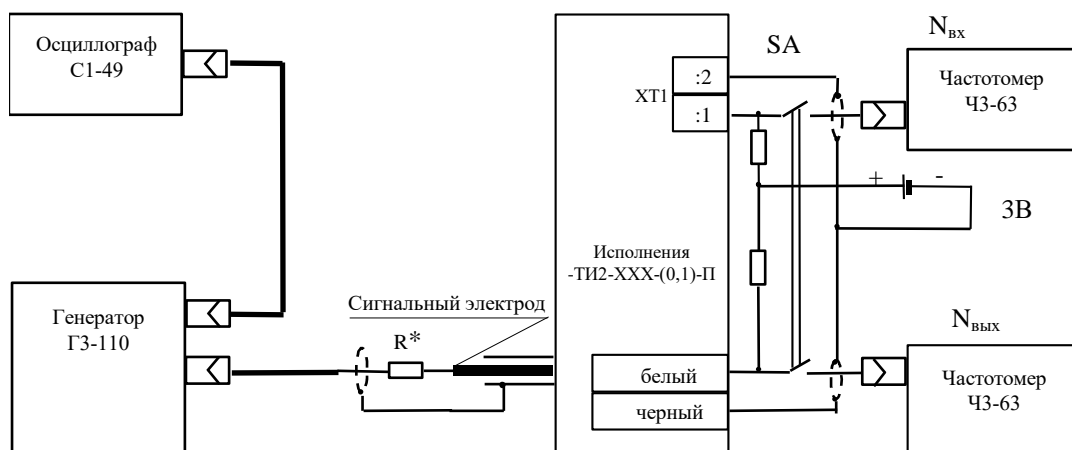 Осциллограф
С1-49
Генератор
Г3-110
Сигнальный электрод
R*
XT1
:2
:1
SA
Nвх
Частотомер
Ч3-63
+
-
3В
Исполнения
-ТИ2-ХХХ-(0,1)-П
белый
черный
Nвых
Частотомер
Ч3-63